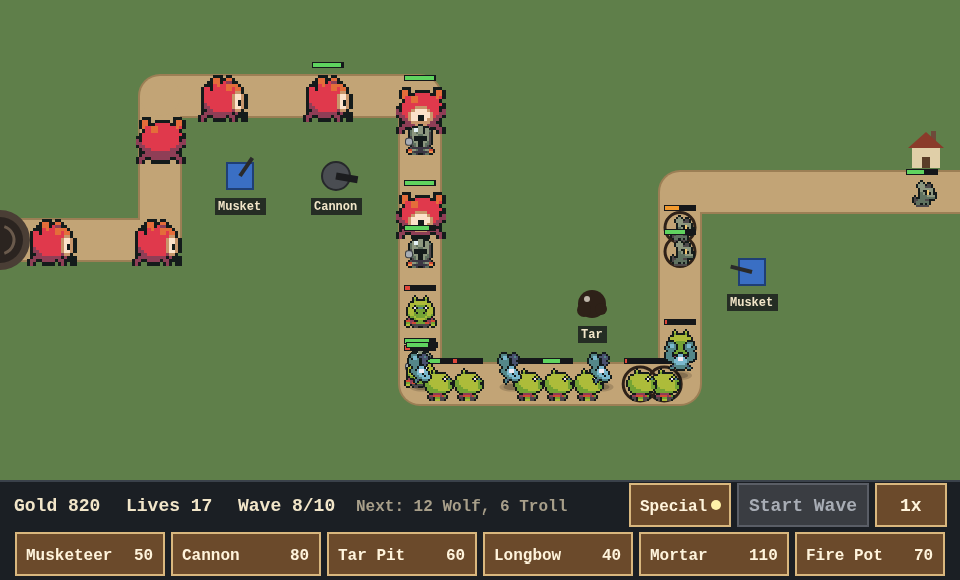 Musket
Cannon
Musket
Tar
Gold 820 Lives 17 Wave 8/10 Next: 12 Wolf, 6 Troll Special Start Wave 1x
Musketeer 50 Cannon 80 Tar Pit 60 Longbow 40 Mortar 110 Fire Pot 70